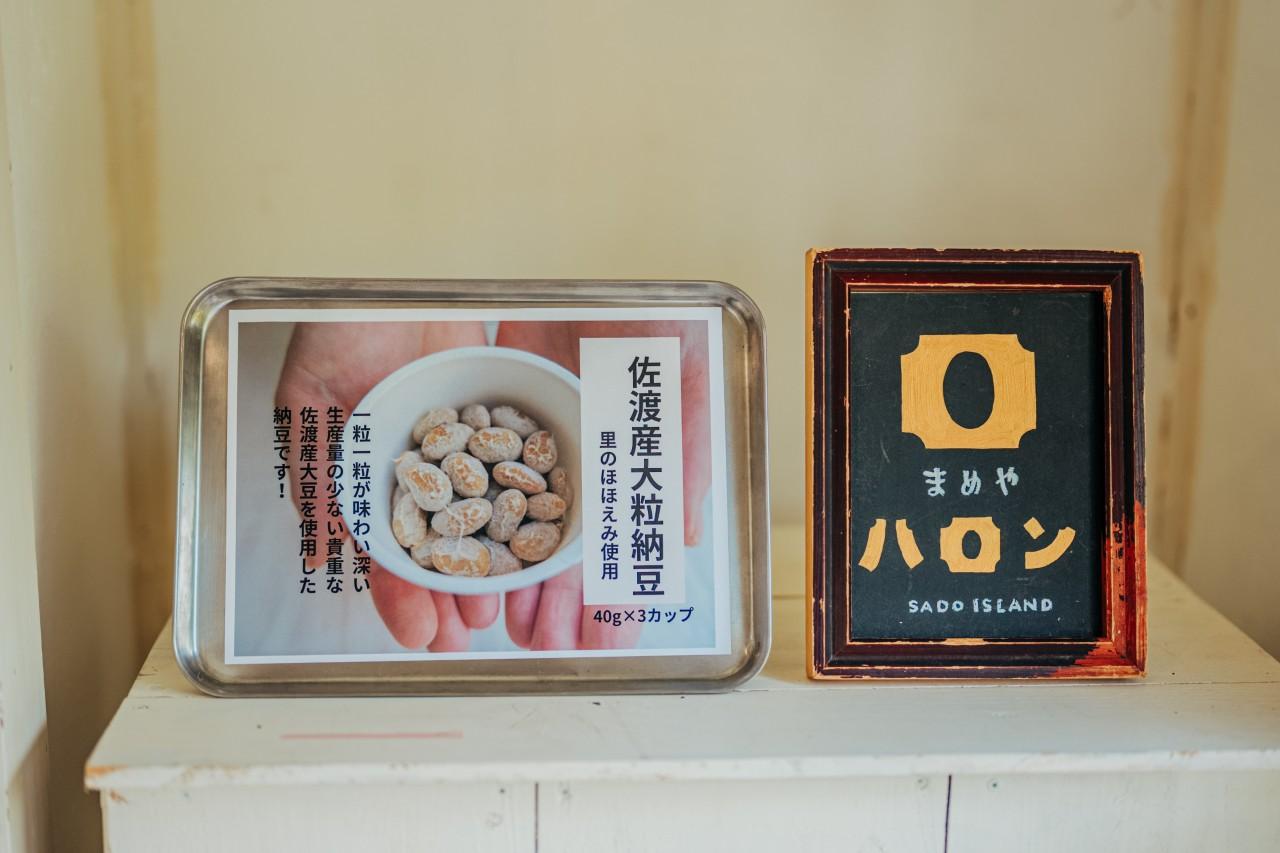 佐渡産大粒納豆
里のほほえみ使用
40g×3カップ
一粒一粒が味わい深い
生産量の少ない貴重な
佐渡産大豆を使用した
納豆です!
まめや
ハロン
SADO ISLAND